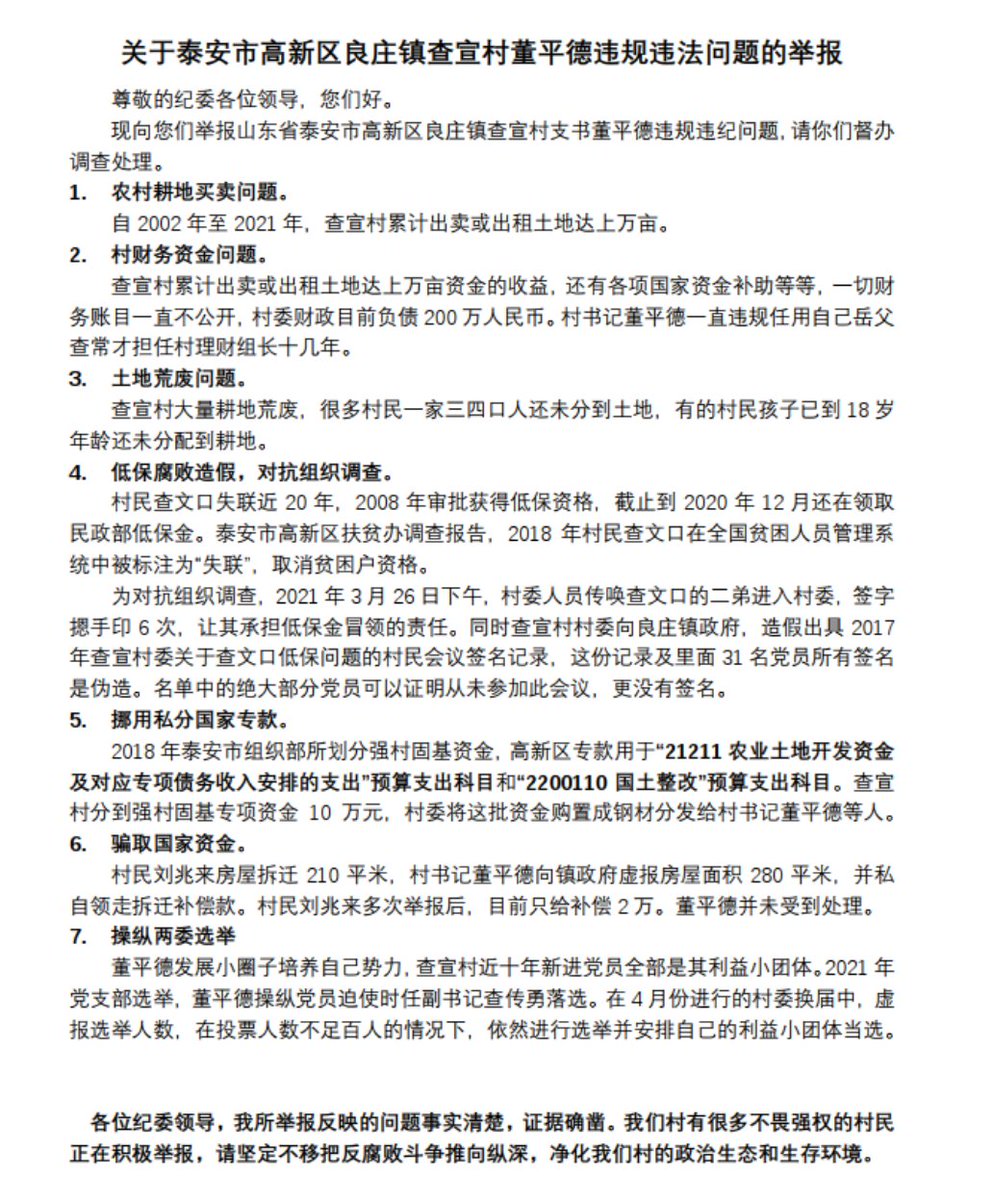 关于泰安市高新区良庄镇查宣村董平德违规违法问题的举报
尊敬的纪委各位领导，您们好。
现向您们举报山东省泰安市高新区良庄镇查宣村支书董平德违规违纪问题，请你们督办
调查处理。
1. 农村耕地买卖问题。
自 2002 年至 2021 年，查宣村累计出卖或出租土地达上万亩。
2. 村财务资金问题。
查宣村累计出卖或出租土地达上万亩资金的收益，还有各项国家资金补助等等，一切财
务账目一直不公开，村委财政目前负债 200 万人民币。村书记董平德一直违规任用自己岳父
查常才担任村理财组长十几年。
3. 土地荒废问题。
查宣村大量耕地荒废，很多村民一家三四口人还未分到土地，有的村民孩子已到 18 岁
年龄还未分配到耕地。
4. 低保腐败造假，对抗组织调查。
村民查文口失联近 20 年，2008 年审批获得低保资格，截止到 2020 年 12 月还在领取
民政部低保金。泰安市高新区扶贫办调查报告，2018 年村民查文口在全国贫困人员管理系
统中被标注为“失联”，取消贫困户资格。
为对抗组织调查，2021 年 3 月 26 日下午，村委人员传唤查文口的二弟进入村委，签字
摁手印 6 次，让其承担低保金冒领的责任。同时查宣村村委向良庄镇政府，造假出具 2017
年查宣村委关于查文口低保问题的村民会议签名记录，这份记录及里面 31 名党员所有签名
是伪造。名单中的绝大部分党员可以证明从未参加此会议，更没有签名。
5. 挪用私分国家专款。
2018 年泰安市组织部所划分强村固基资金，高新区专款用于“21211 农业土地开发资金
及对应专项债务收入安排的支出”预算支出科目和“2200110 国土整改”预算支出科目。查宣
村分到强村固基专项资金 10 万元，村委将这批资金购置成钢材分发给村书记董平德等人。
6. 骗取国家资金。
村民刘兆来房屋拆迁 210 平米，村书记董平德向镇政府虚报房屋面积 280 平米，并私
自领走拆迁补偿款。村民刘兆来多次举报后，目前只给补偿 2 万。董平德并未受到处理。
7. 操纵两委选举
董平德发展小圈子培养自己势力，查宣村近十年新进党员全部是其利益小团体。2021 年
党支部选举，董平德操纵党员迫使时任副书记查传勇落选。在 4 月份进行的村委换届中，虚
报选举人数，在投票人数不足百人的情况下，依然进行选举并安排自己的利益小团体当选。
各位纪委领导，我所举报反映的问题事实清楚，证据确凿。我们村有很多不畏强权的村民
正在积极举报，请坚定不移把反腐败斗争推向纵深，净化我们村的政治生态和生存环境。